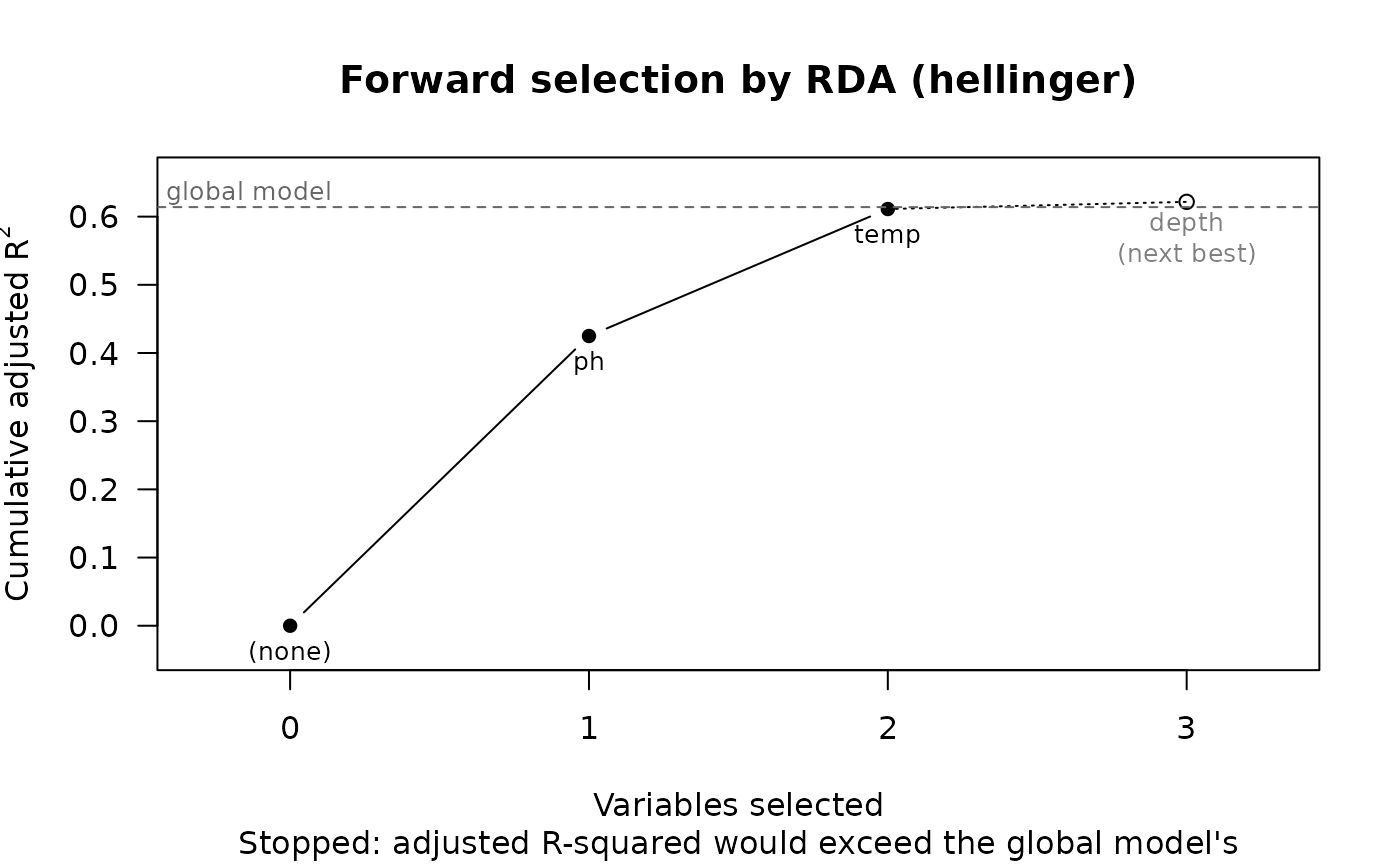 Forward selection by RDA (hellinger)
Cumulative adjusted R²
0.6
0.5
0.4
0.3
0.2
0.1
0.0
global model
temp
depth
(next best)
ph
(none)
0 1 2 3
Variables selected
Stopped: adjusted R-squared would exceed the global model's